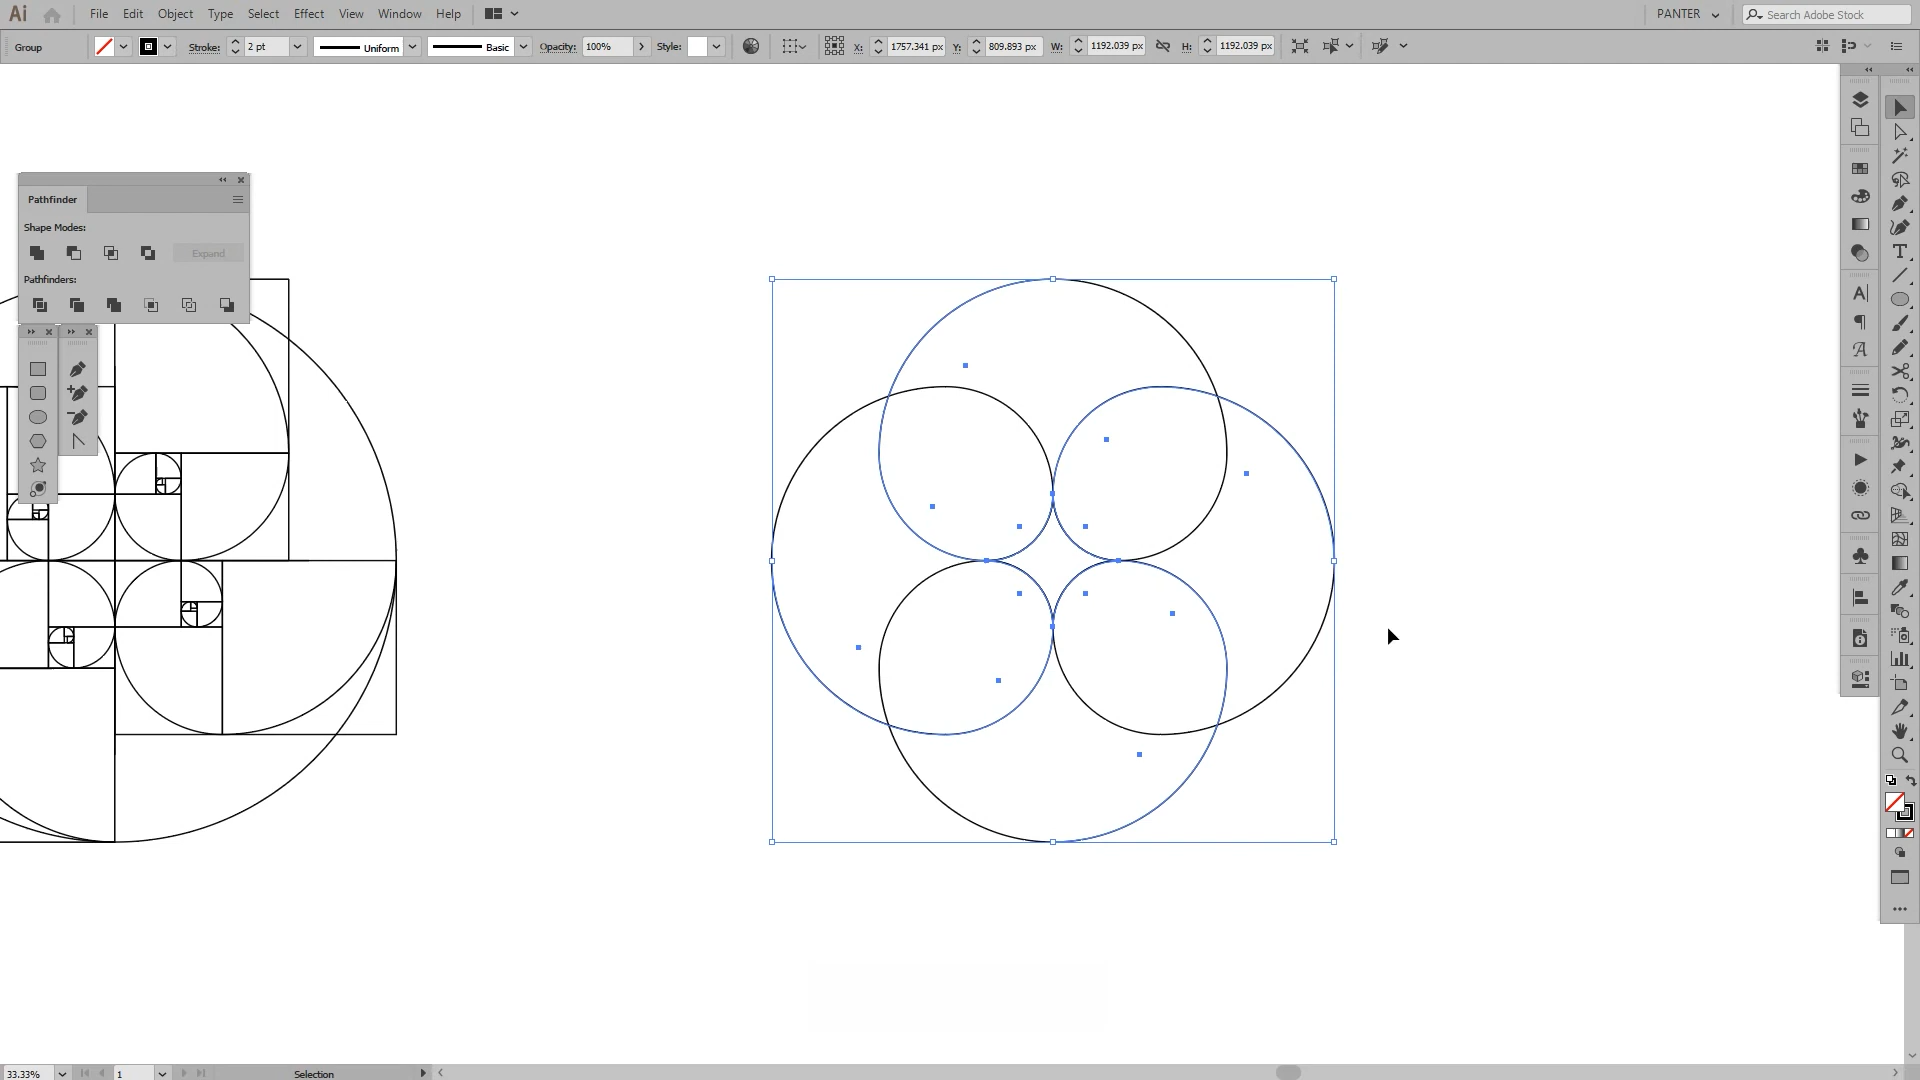 Ai File Edit Object Type Select Effect View Window Help PANTER Search Adobe Stock
Group Stroke: 2 pt Uniform Basic Opacity: 100% Style: X: 1757.341 px Y: 809.893 px W: 1192.039 px H: 1192.039 px
Pathfinder
Shape Modes:
Expand
Pathfinders:
33.33% 1 Selection